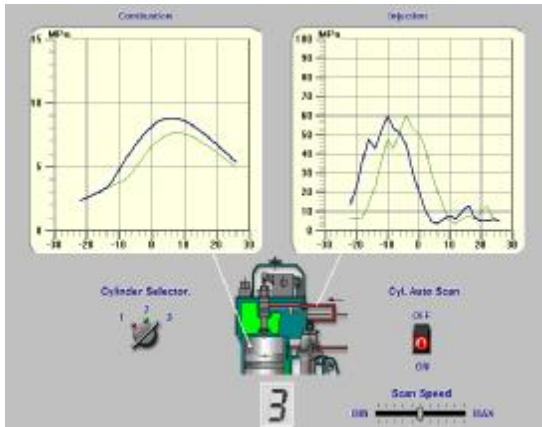 Combustion
Injection
15 MPa
10
5
0
-30 -20 -10 0 10 20 30
MPa
100
90
80
70
60
50
40
30
20
10
0
-30 -20 -10 0 10 20 30
Cylinder Selector.
1 2 3
Cyl. Auto Scan
OFF
0
ON
3
Scan Speed
MIN MAX